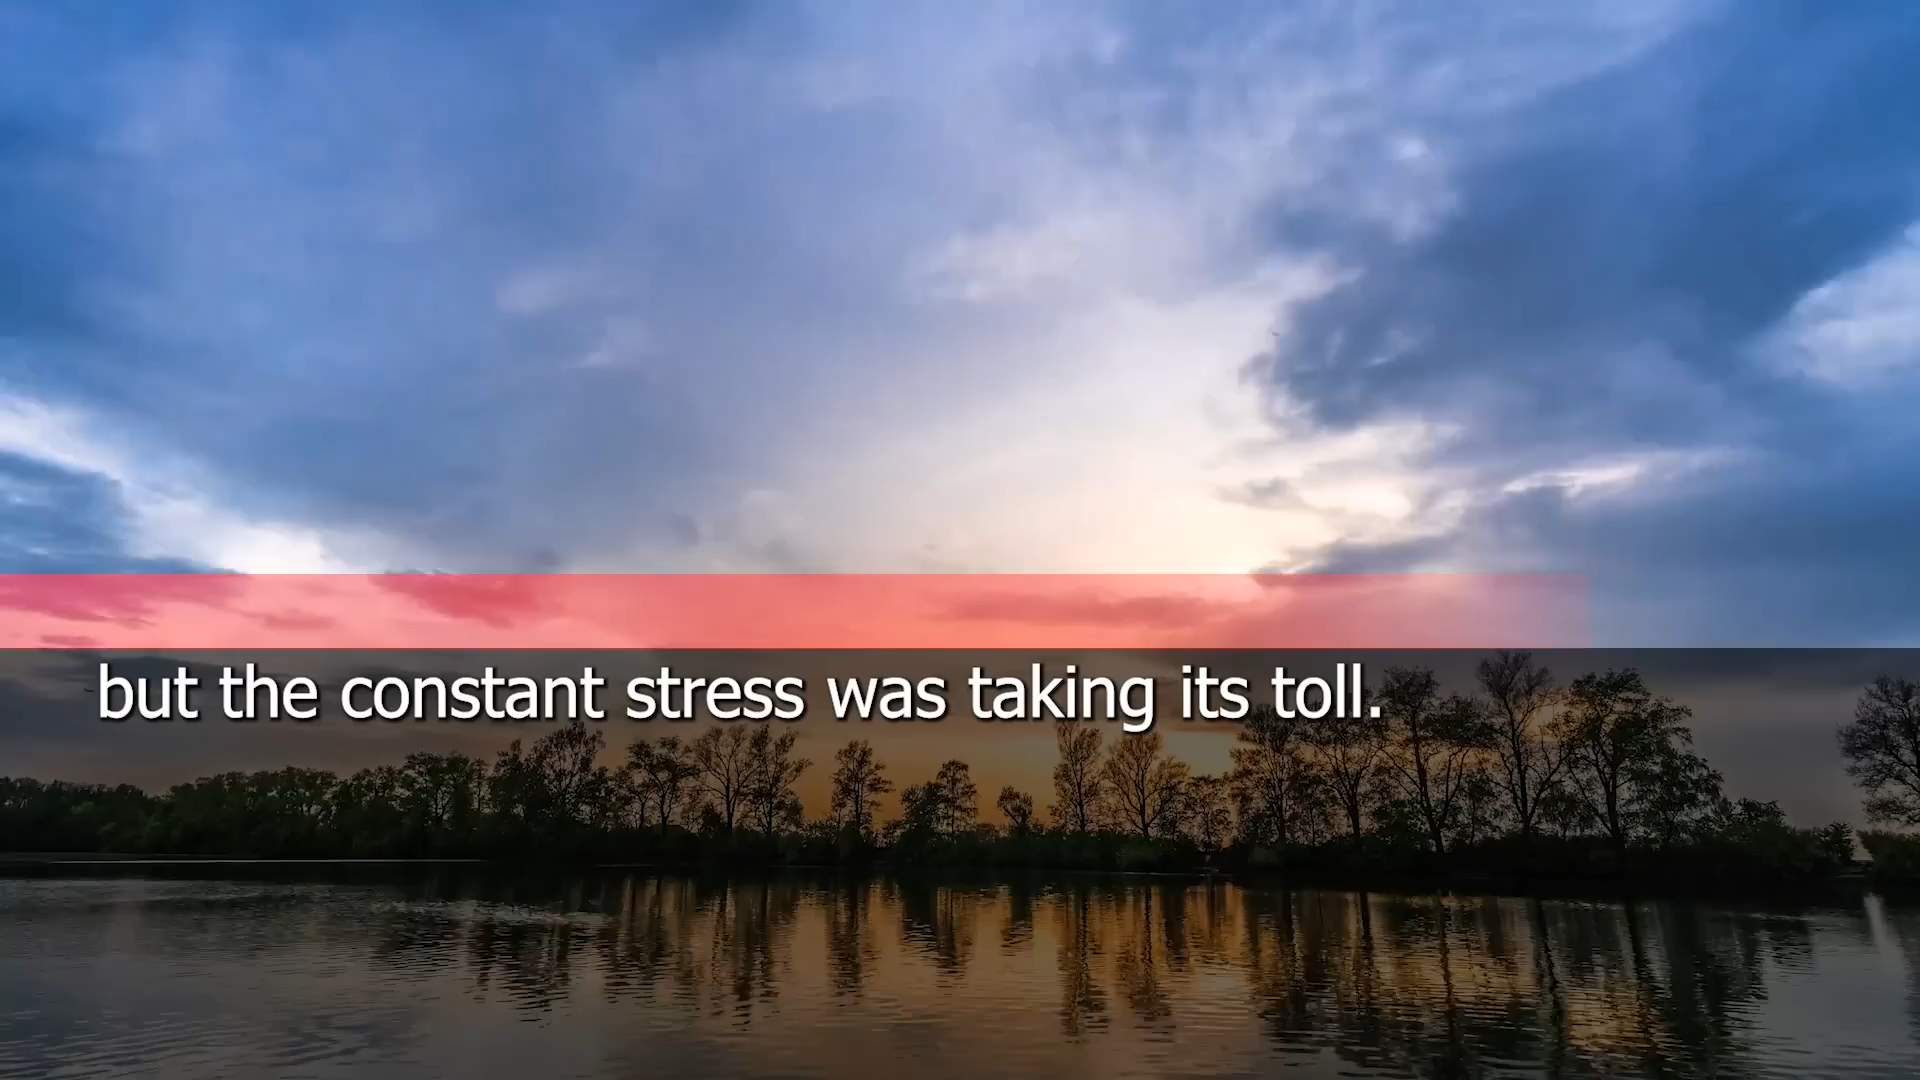 but the constant stress was taking its toll.